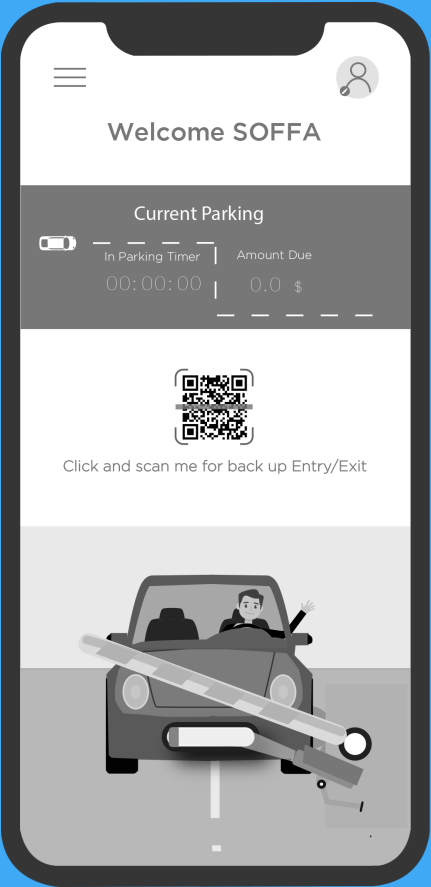 Welcome SOFFA
Current Parking
In Parking Timer
Amount Due
00:00:00
0.0 $
Click and scan me for back up Entry/Exit